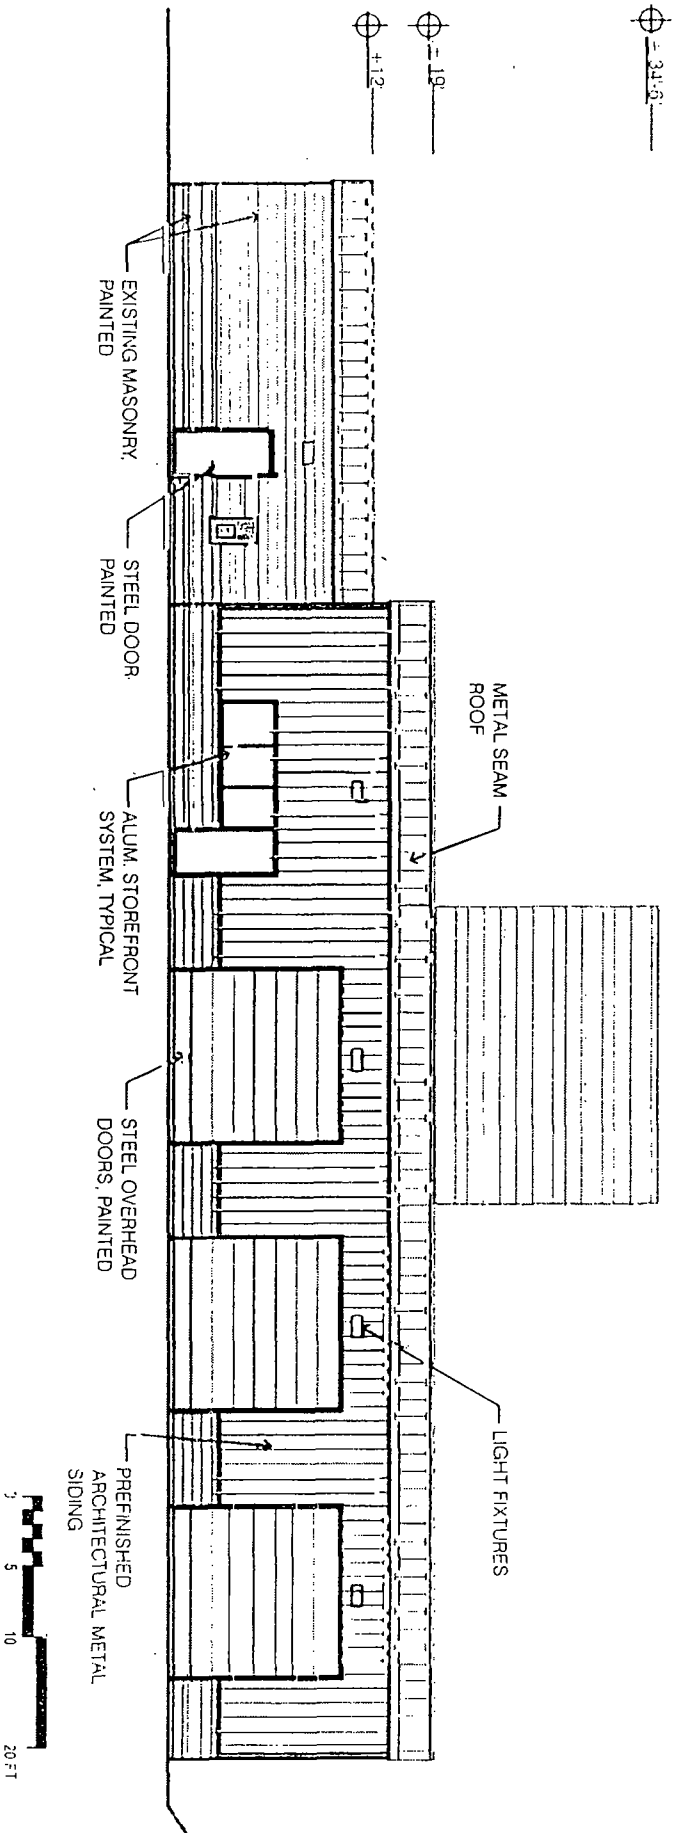 ± 34'-6"
± 19'
± 12'
METAL SEAM
ROOF
LIGHT FIXTURES
EXISTING MASONRY,
PAINTED
STEEL DOOR,
PAINTED
ALUM. STOREFRONT
SYSTEM, TYPICAL
STEEL OVERHEAD
DOORS, PAINTED
PREFINISHED
ARCHITECTURAL METAL
SIDING
5
10
20 FT